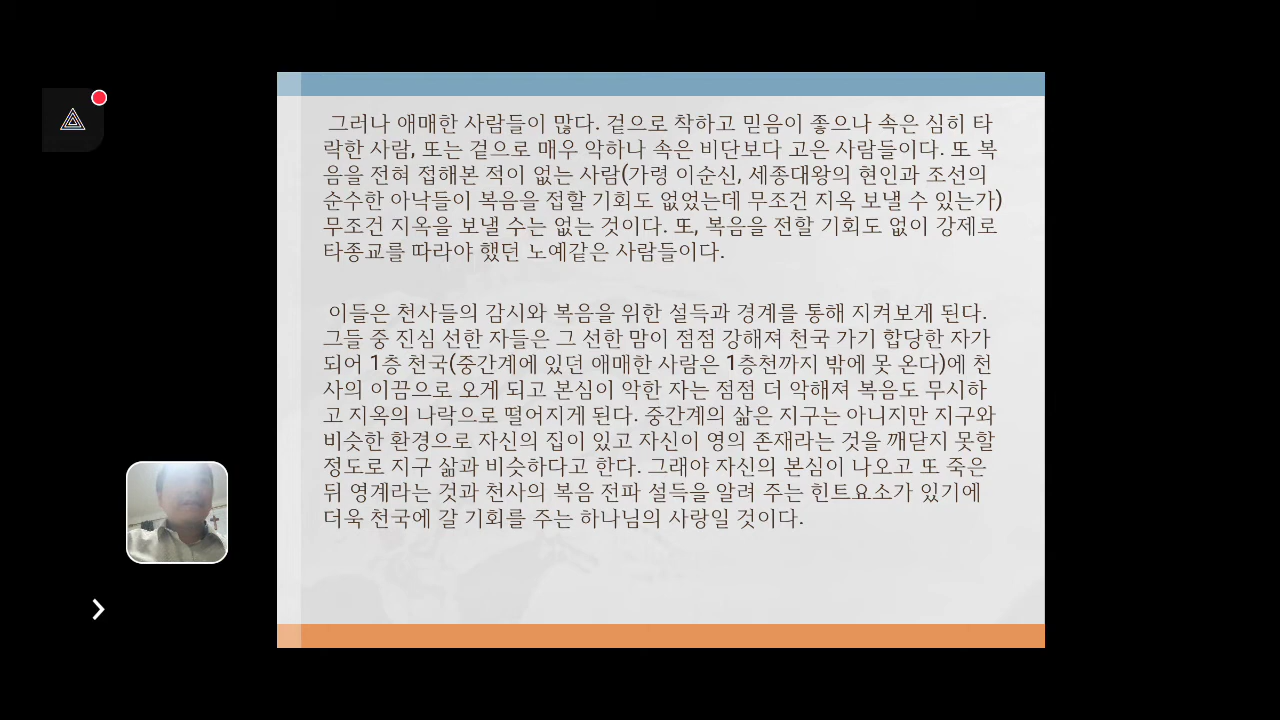 그러나 애매한 사람들이 많다. 겉으로 착하고 믿음이 좋으나 속은 심히 타
락한 사람, 또는 겉으로 매우 악하나 속은 비단보다 고은 사람들이다. 또 복
음을 전혀 접해본 적이 없는 사람(가령 이순신, 세종대왕의 현인과 조선의
순수한 아낙들이 복음을 접할 기회도 없었는데 무조건 지옥 보낼 수 있는가)
무조건 지옥을 보낼 수는 없는 것이다. 또, 복음을 전할 기회도 없이 강제로
타종교를 따라야 했던 노예같은 사람들이다.
이들은 천사들의 감시와 복음을 위한 설득과 경계를 통해 지켜보게 된다.
그들 중 진심 선한 자들은 그 선한 맘이 점점 강해져 천국 가기 합당한 자가
되어 1층 천국(중간계에 있던 애매한 사람은 1층천까지 밖에 못 온다)에 천
사의 이끔으로 오게 되고 본심이 악한 자는 점점 더 악해져 복음도 무시하
고 지옥의 나락으로 떨어지게 된다. 중간계의 삶은 지구는 아니지만 지구와
비슷한 환경으로 자신의 집이 있고 자신이 영의 존재라는 것을 깨닫지 못할
정도로 지구 삶과 비슷하다고 한다. 그래야 자신의 본심이 나오고 또 죽은
뒤 영계라는 것과 천사의 복음 전파 설득을 알려 주는 힌트요소가 있기에
더욱 천국에 갈 기회를 주는 하나님의 사랑일 것이다.